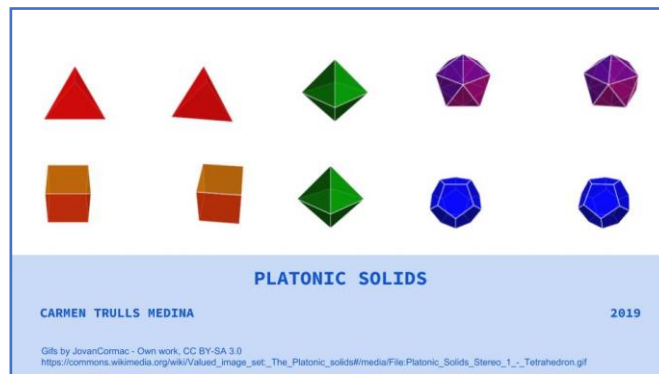 PLATONIC SOLIDS
CARMEN TRULLS MEDINA 2019
Gifs by JovanCormac - Own work, CC BY-SA 3.0
https://commons.wikimedia.org/wiki/Valued_image_set:_The_Platonic_solids#/media/File:Platonic_Solids_Stereo_1_-_Tetrahedron.gif